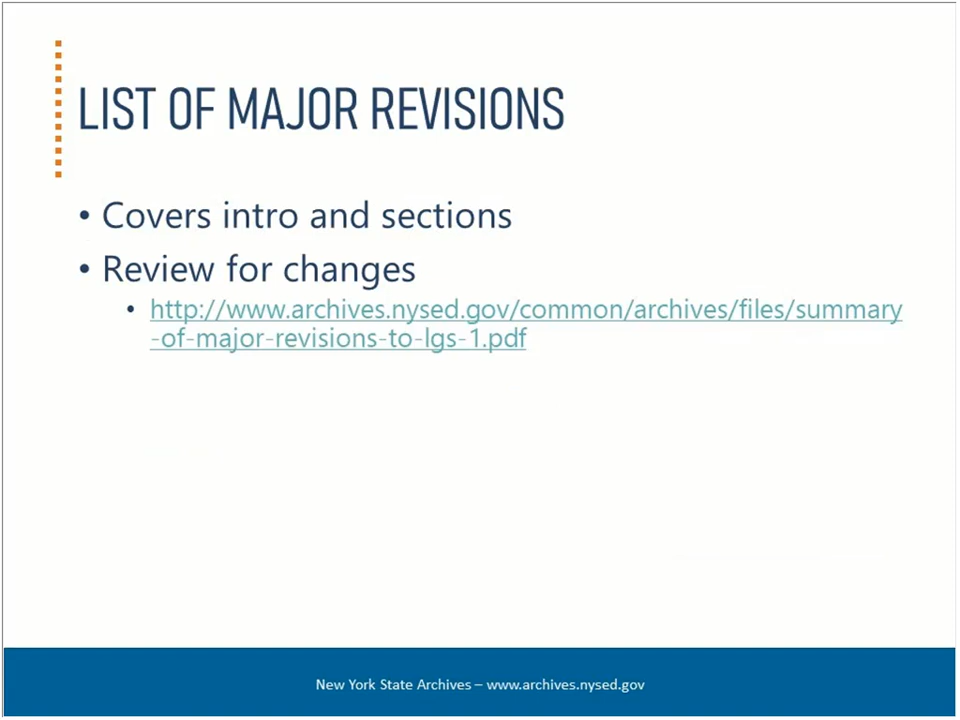 LIST OF MAJOR REVISIONS
• Covers intro and sections
• Review for changes
• http://www.archives.nysed.gov/common/archives/files/summary
-of-major-revisions-to-lgs-1.pdf
New York State Archives – www.archives.nysed.gov